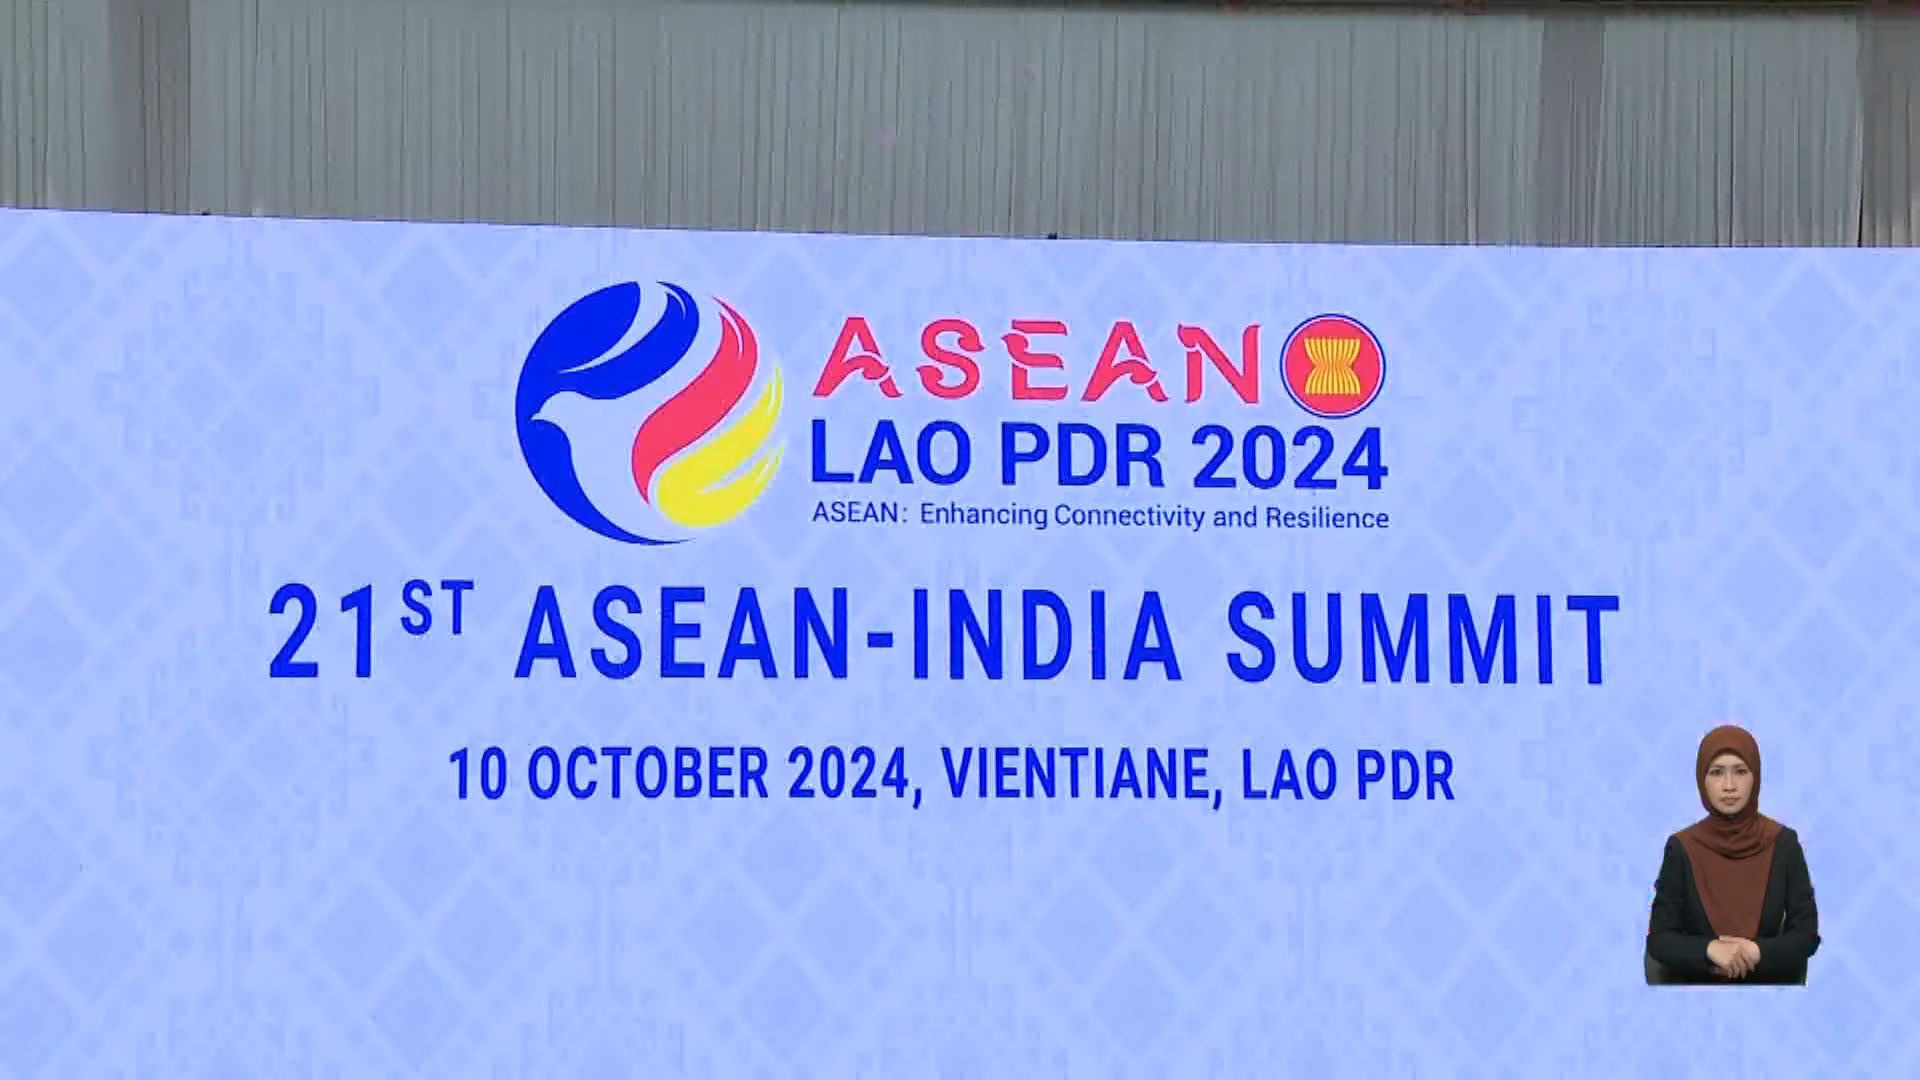 ASEAN
LAO PDR 2024
ASEAN: Enhancing Connectivity and Resilience
21ST ASEAN-INDIA SUMMIT
10 OCTOBER 2024, VIENTIANE, LAO PDR